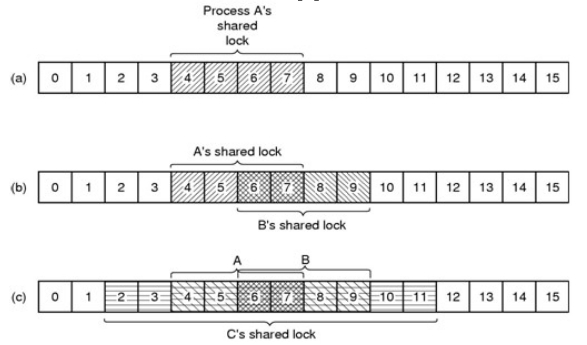 Process A's
shared
lock
(a) 0 1 2 3 4 5 6 7 8 9 10 11 12 13 14 15
A's shared lock
(b) 0 1 2 3 4 5 6 7 8 9 10 11 12 13 14 15
B's shared lock
A B
(c) 0 1 2 3 4 5 6 7 8 9 10 11 12 13 14 15
C's shared lock